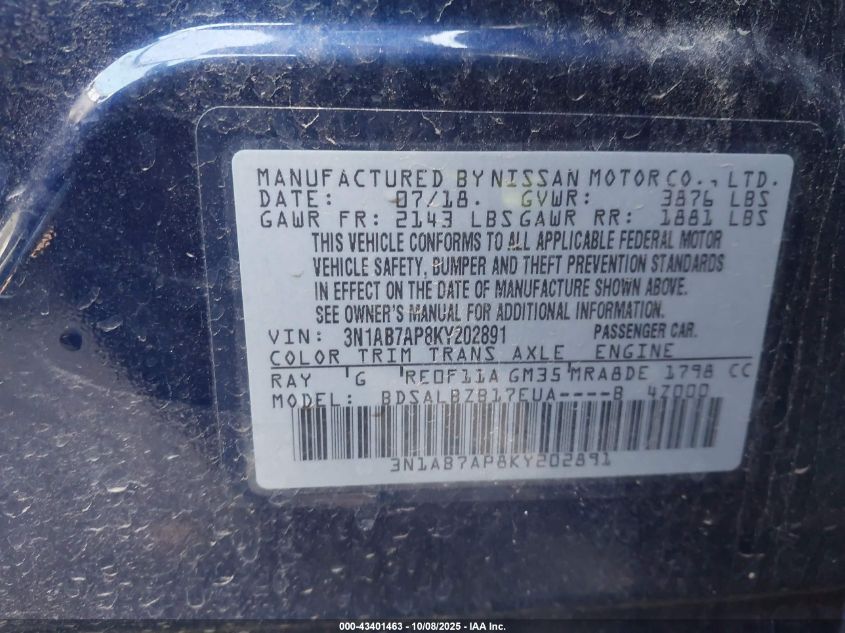 MANUFACTURED BY NISSAN MOTOR CO., LTD.
DATE: 07/18. GVWR: 3876 LBS
GAWR FR: 2143 LBS GAWR RR: 1881 LBS
THIS VEHICLE CONFORMS TO ALL APPLICABLE FEDERAL MOTOR
VEHICLE SAFETY, BUMPER AND THEFT PREVENTION STANDARDS
IN EFFECT ON THE DATE OF MANUFACTURE SHOWN ABOVE.
SEE OWNER'S MANUAL FOR ADDITIONAL INFORMATION.
VIN: 3N1AB7AP8KY202891 PASSENGER CAR.
COLOR TRIM TRANS AXLE ENGINE
RAY G RE0F11A GM35 MRA8DE 1798 CC
MODEL: BDSALBZB17EUA----B 4Z000
3N1AB7AP8KY202891
000-43401463 - 10/08/2025 - IAA Inc.